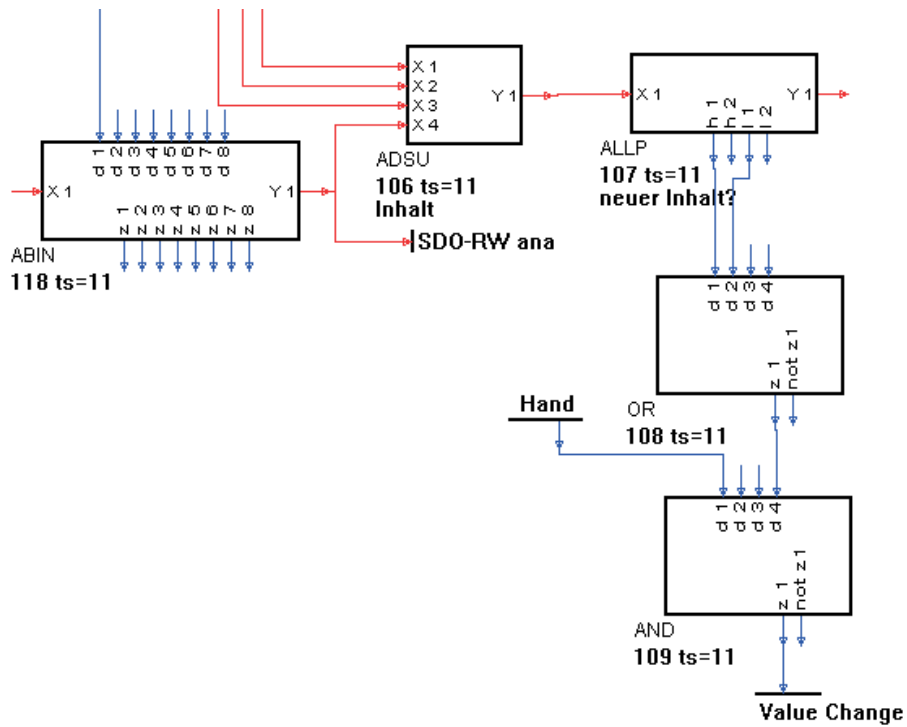 X 1
X 2
X 3
X 4
Y 1
ADSU
106 ts=11
Inhalt
X 1
Y 1
h 1
h 2
l 1
l 2
ALLP
107 ts=11
neuer Inhalt?
d 1
d 2
d 3
d 4
d 5
d 6
d 7
d 8
X 1
Y 1
z 1
z 2
z 3
z 4
z 5
z 6
z 7
z 8
ABIN
118 ts=11
SDO-RW ana
d 1
d 2
d 3
d 4
z 1
not z 1
OR
108 ts=11
Hand
d 1
d 2
d 3
d 4
z 1
not z 1
AND
109 ts=11
Value Change